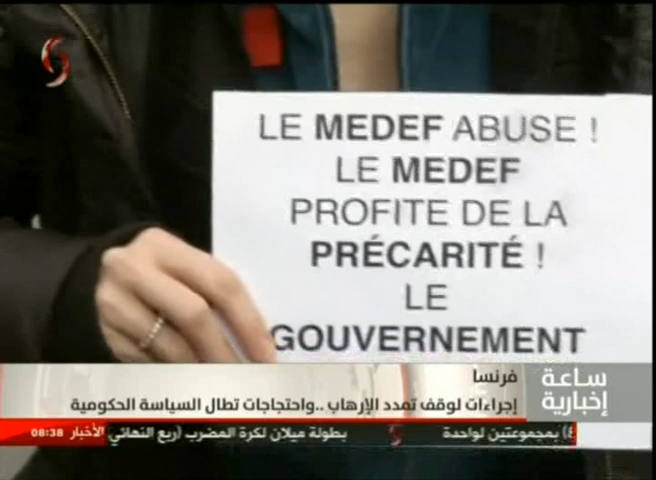 LE MEDEF ABUSE !
LE MEDEF
PROFITE DE LA
PRÉCARITÉ !
LE
GOUVERNEMENT
فرنسا
إجراءات لوقف تمدد الإرهاب ..واحتجاجات تطال السياسة الحكومية
ساعة
إخبارية
بمجموعتين لواحدة
بطولة ميلان لكرة المضرب (ربع النهائي)
الأخبار 08:38